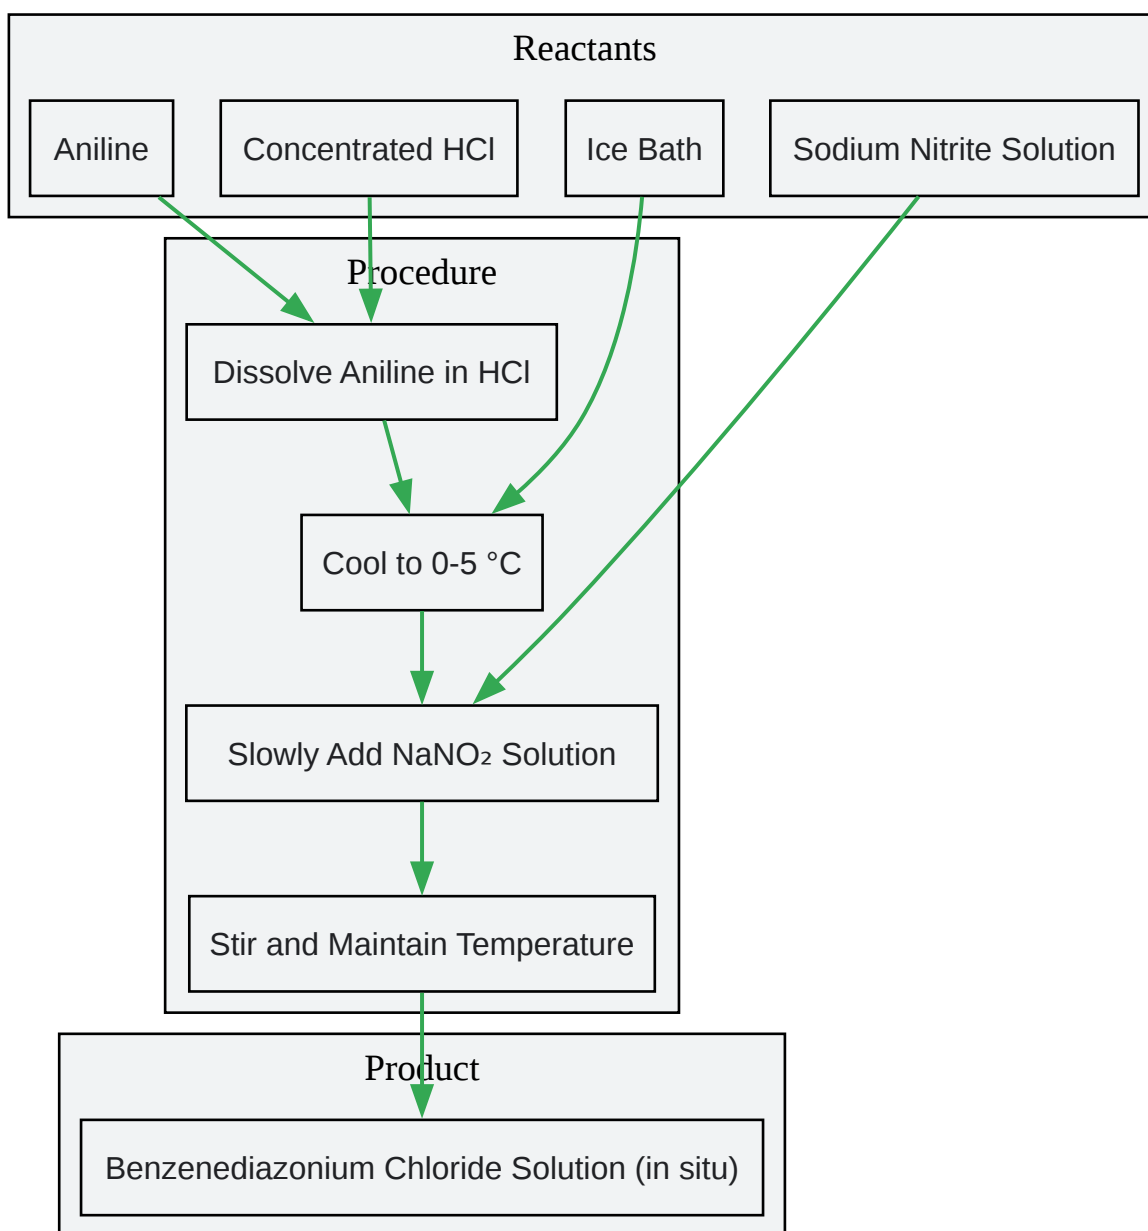 Reactants
Aniline
Concentrated HCl
Ice Bath
Sodium Nitrite Solution
Procedure
Dissolve Aniline in HCl
Cool to 0-5 °C
Slowly Add NaNO₂ Solution
Stir and Maintain Temperature
Product
Benzenediazonium Chloride Solution (in situ)